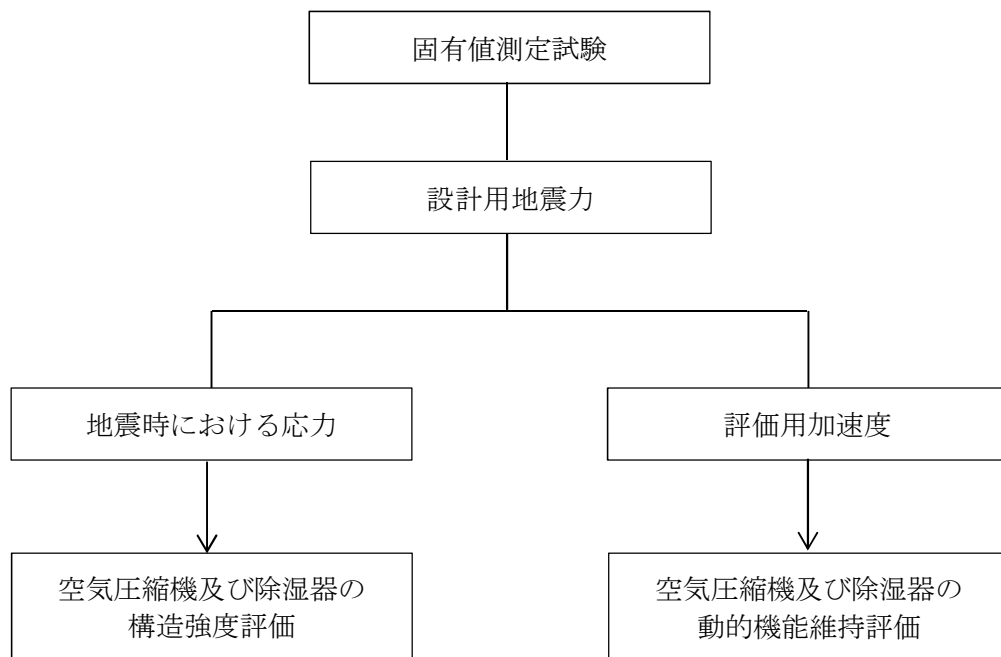 固有値測定試験
設計用地震力
地震時における応力
評価用加速度
空気圧縮機及び除湿器の
構造強度評価
空気圧縮機及び除湿器の
動的機能維持評価